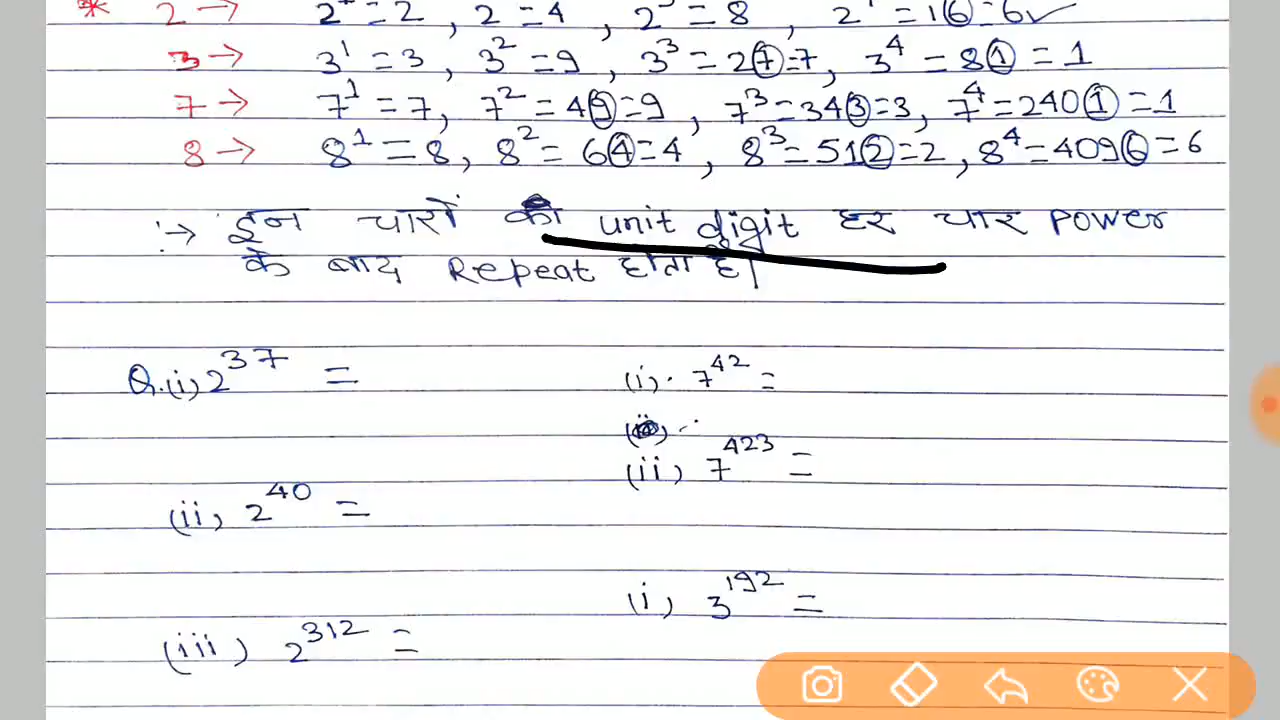 * 2 → 2¹ = 2, 2 = 4, 2³ = 8, 2⁴ = 16 = 6 ✓
3 → 3¹ = 3, 3² = 9, 3³ = 27 = 7, 3⁴ = 81 = 1
7 → 7¹ = 7, 7² = 49 = 9, 7³ = 343 = 3, 7⁴ = 2401 = 1
8 → 8¹ = 8, 8² = 64 = 4, 8³ = 512 = 2, 8⁴ = 4096 = 6
:→ इन चारों का unit digit हर चार power
के बाद Repeat होता है।
Q.(i) 2³⁷ =
(i). 7⁴² =
(ii)
(ii) 7⁴²³ =
(ii) 2⁴⁰ =
(i) 3¹⁹² =
(iii) 2³¹² =